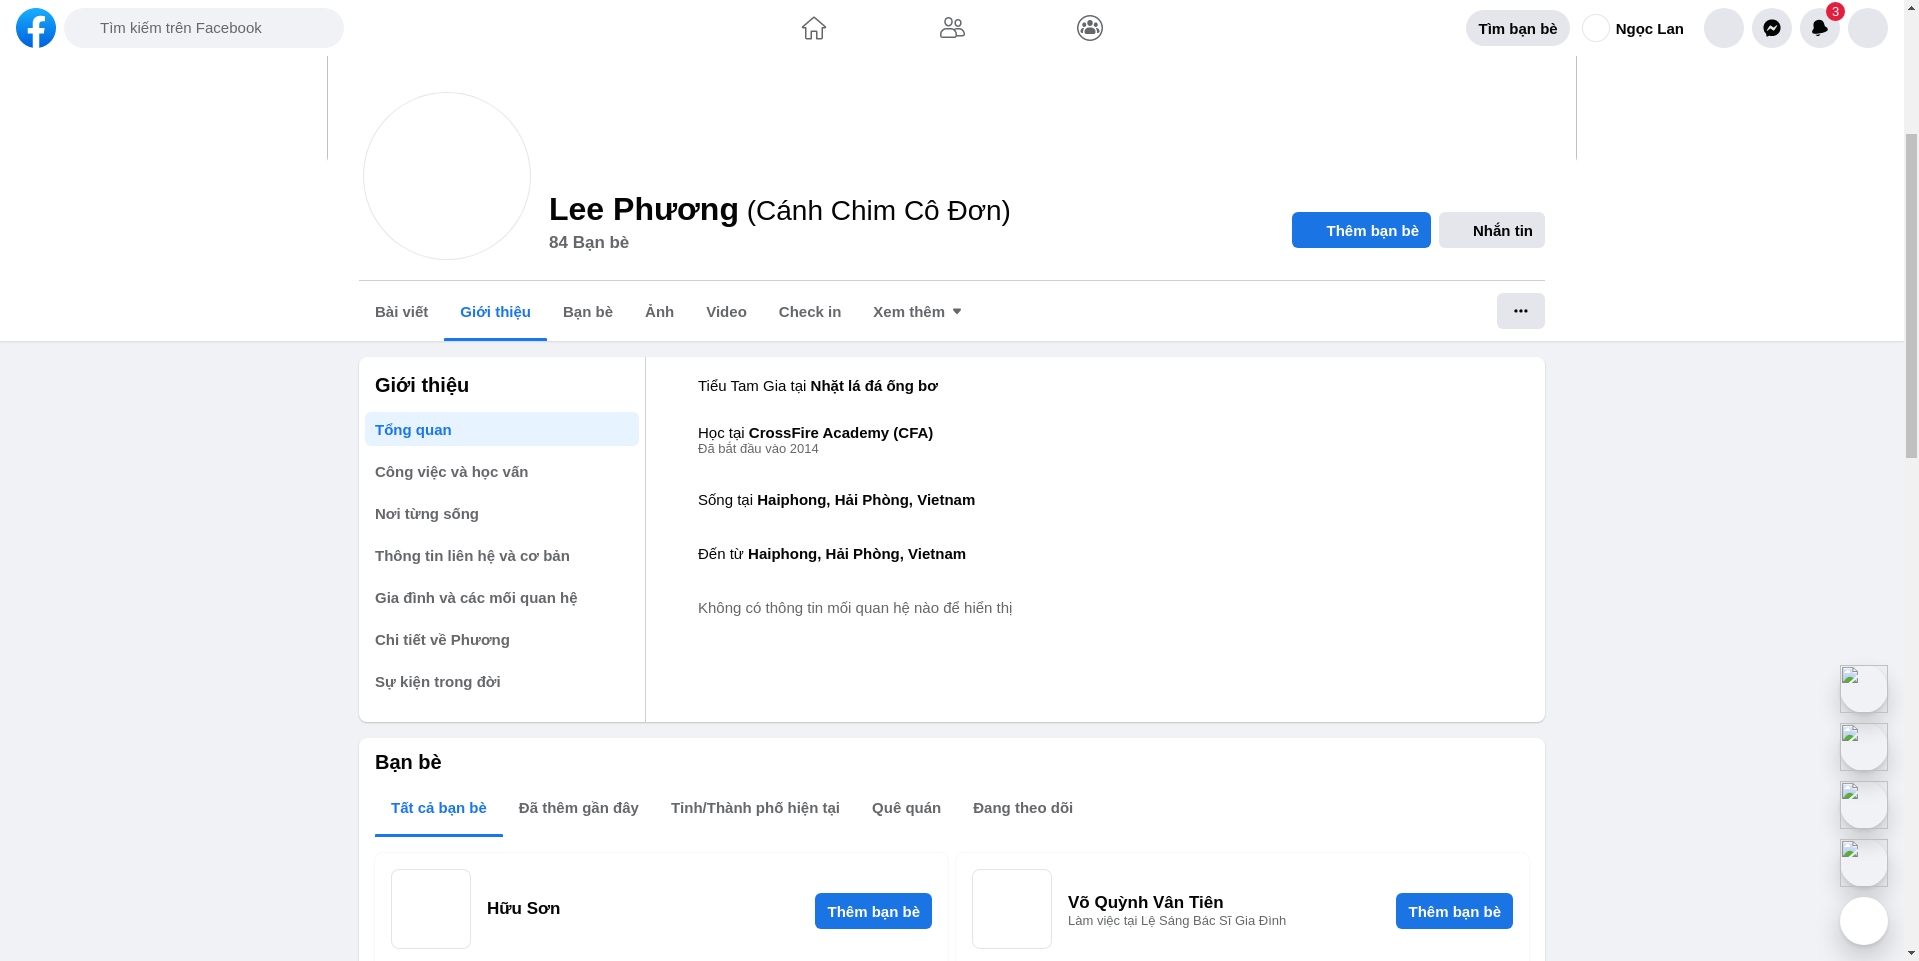 Tìm kiếm trên Facebook
Tìm bạn bè
Ngọc Lan
3
Lee Phương (Cánh Chim Cô Đơn)
84 Bạn bè
Thêm bạn bè
Nhắn tin
Bài viết
Giới thiệu
Bạn bè
Ảnh
Video
Check in
Xem thêm
Giới thiệu
Tổng quan
Công việc và học vấn
Nơi từng sống
Thông tin liên hệ và cơ bản
Gia đình và các mối quan hệ
Chi tiết về Phương
Sự kiện trong đời
Tiểu Tam Gia tại Nhặt lá đá ống bơ
Học tại CrossFire Academy (CFA)
Đã bắt đầu vào 2014
Sống tại Haiphong, Hải Phòng, Vietnam
Đến từ Haiphong, Hải Phòng, Vietnam
Không có thông tin mối quan hệ nào để hiển thị
Bạn bè
Tất cả bạn bè
Đã thêm gần đây
Tỉnh/Thành phố hiện tại
Quê quán
Đang theo dõi
Hữu Sơn
Thêm bạn bè
Võ Quỳnh Vân Tiên
Làm việc tại Lệ Sáng Bác Sĩ Gia Đình
Thêm bạn bè